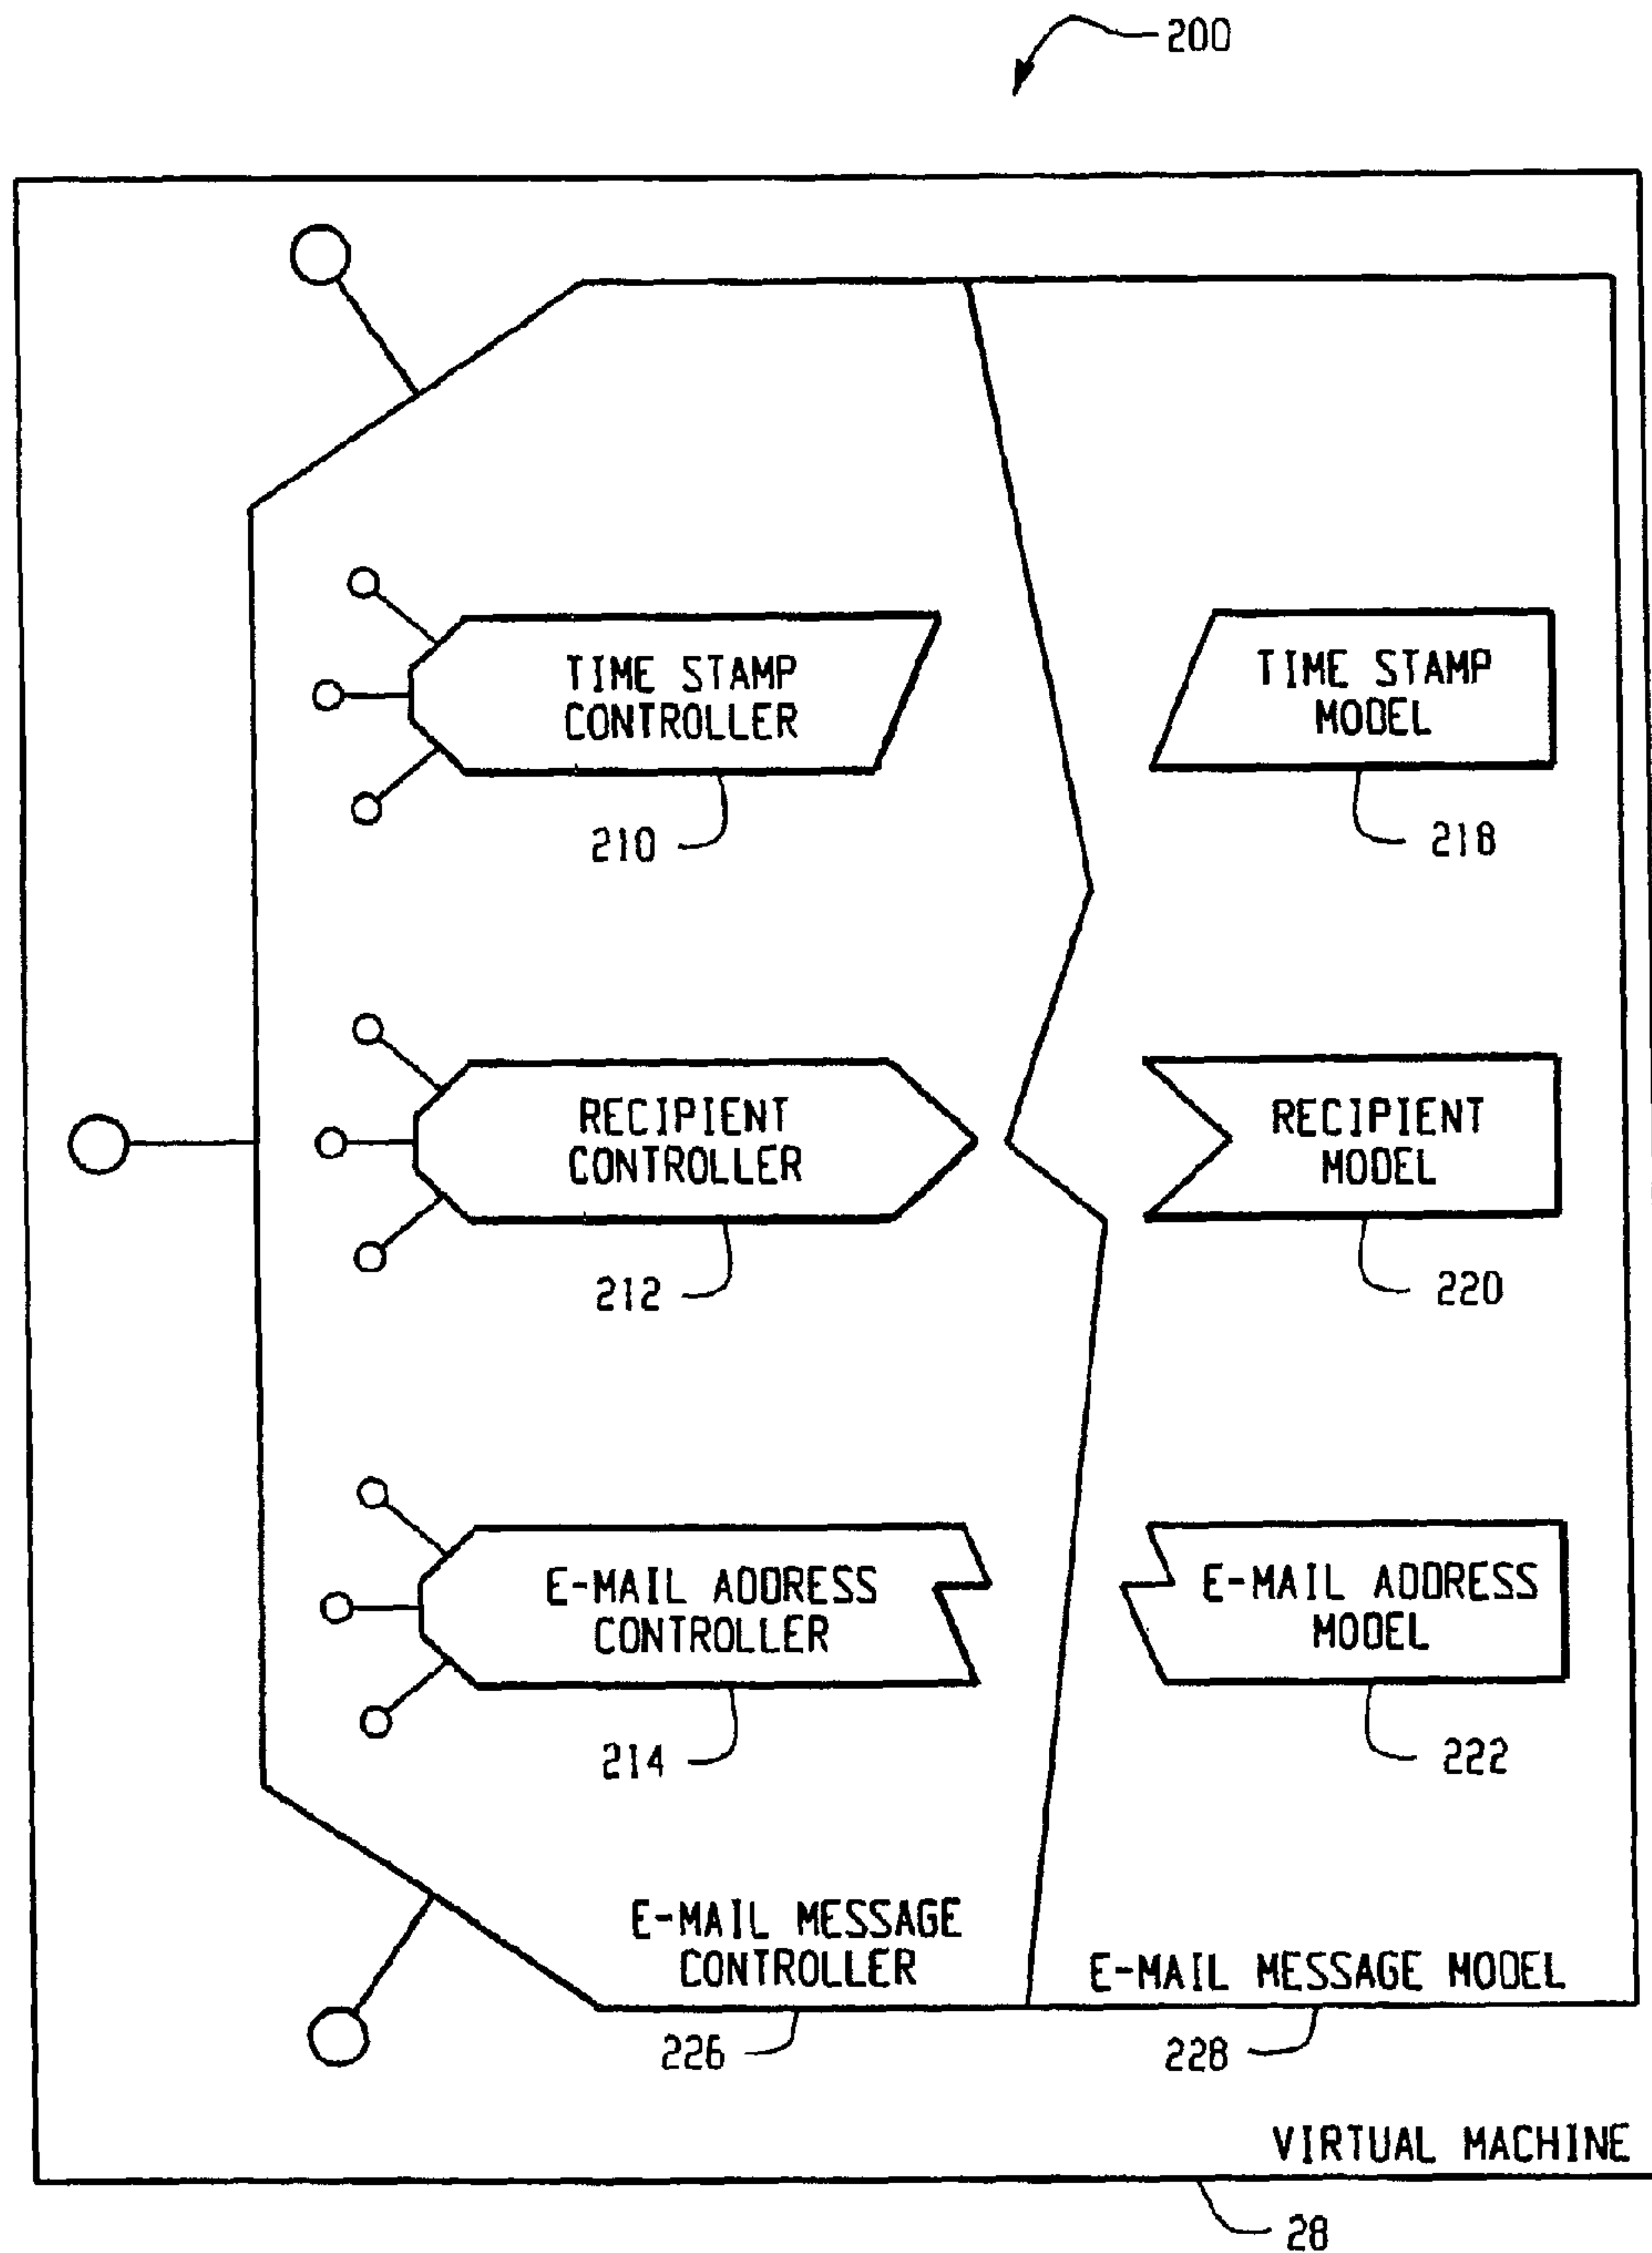 200
TIME STAMP
CONTROLLER
TIME STAMP
MODEL
210
218
RECIPIENT
CONTROLLER
RECIPIENT
MODEL
212
220
E-MAIL ADDRESS
CONTROLLER
E-MAIL ADDRESS
MODEL
214
222
E-MAIL MESSAGE
CONTROLLER
E-MAIL MESSAGE MODEL
226
228
VIRTUAL MACHINE
28